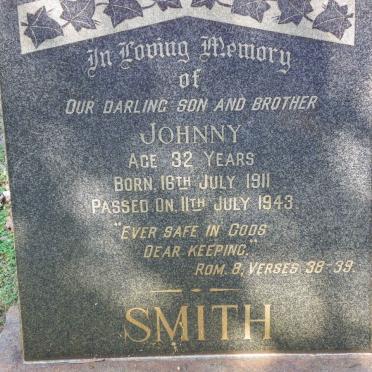 In Loving Memory
of
OUR DARLING SON AND BROTHER
JOHNNY
AGE 32 YEARS
BORN 16TH JULY 1911
PASSED ON 11TH JULY 1943
"EVER SAFE IN GODS
DEAR KEEPING."
ROM. 8, VERSES 38-39.
SMITH